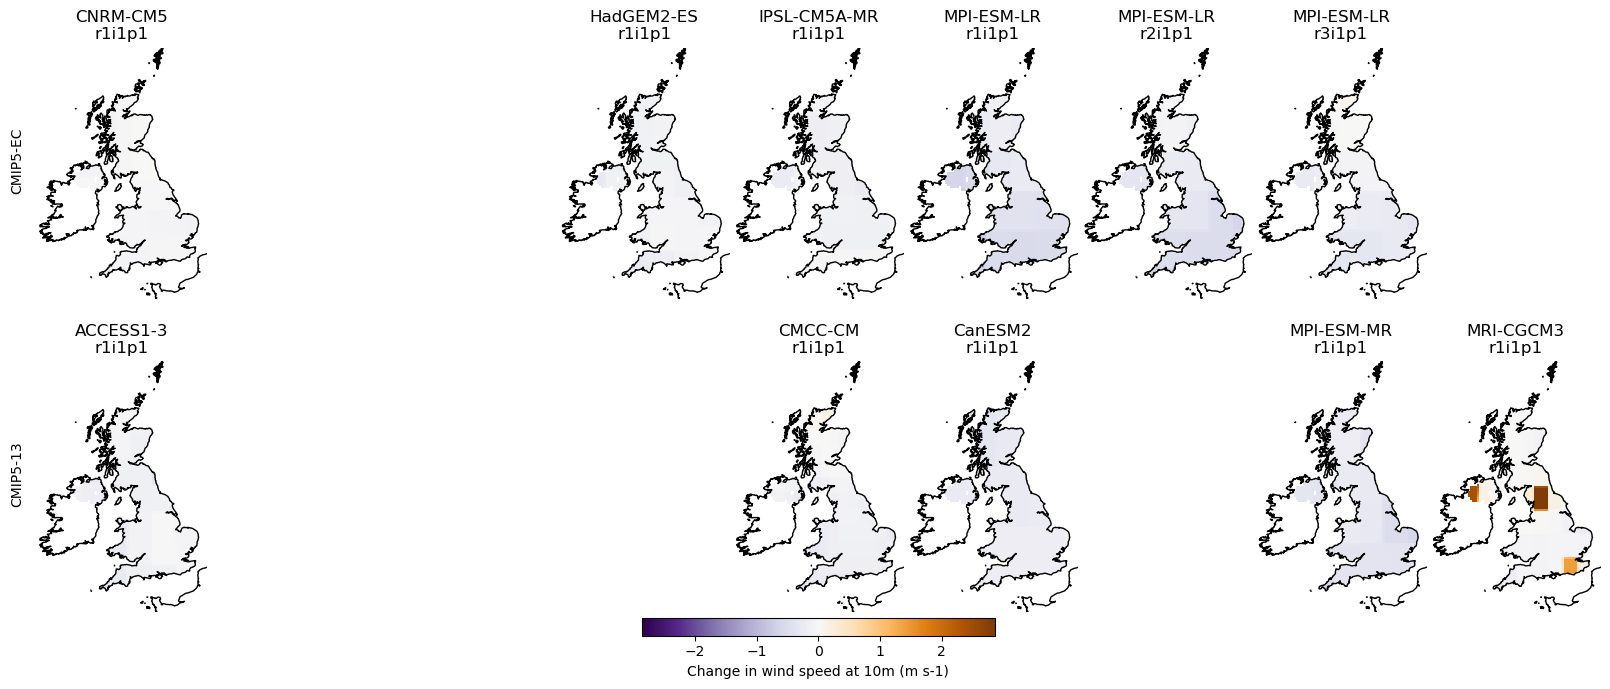 CNRM-CM5
r1i1p1
HadGEM2-ES
r1i1p1
IPSL-CM5A-MR
r1i1p1
MPI-ESM-LR
r1i1p1
MPI-ESM-LR
r2i1p1
MPI-ESM-LR
r3i1p1
CMIP5-EC
ACCESS1-3
r1i1p1
CMCC-CM
r1i1p1
CanESM2
r1i1p1
MPI-ESM-MR
r1i1p1
MRI-CGCM3
r1i1p1
CMIP5-13
−2 −1 0 1 2
Change in wind speed at 10m (m s-1)